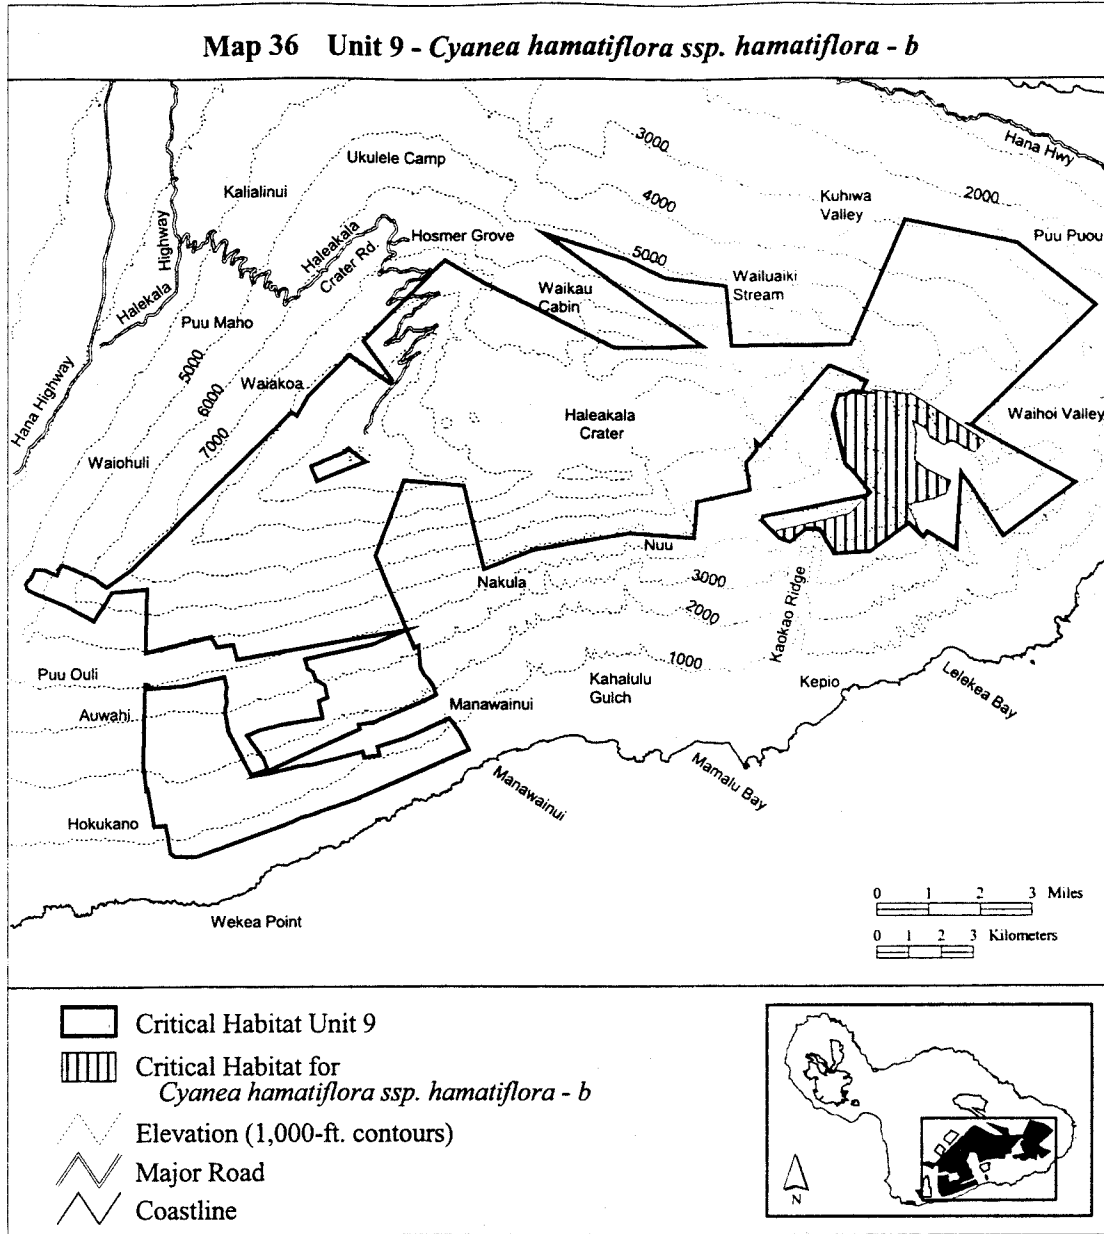 Map 36 Unit 9 - Cyanea hamatiflora ssp. hamatiflora - b
3000
Hana Hwy
Ukulele Camp
Kalialinui
4000
Kuhiwa
Valley
2000
Highway
Haleakala
Crater Rd.
Hosmer Grove
5000
Puu Puou
Waikau
Cabin
Wailuaiki
Stream
Halekala
Puu Maho
5000
6000
7000
Waiakoa
Hana Highway
Haleakala
Crater
Waihoi Valley
Waiohuli
Nuu
Nakula
3000
2000
1000
Kaokao Ridge
Puu Ouli
Auwahi
Manawainui
Kahalulu
Gulch
Kepio
Lelekea Bay
Mamalu Bay
Manawainui
Hokukano
Wekea Point
0 1 2 3 Miles
0 1 2 3 Kilometers
Critical Habitat Unit 9
Critical Habitat for
Cyanea hamatiflora ssp. hamatiflora - b
Elevation (1,000-ft. contours)
Major Road
Coastline
N